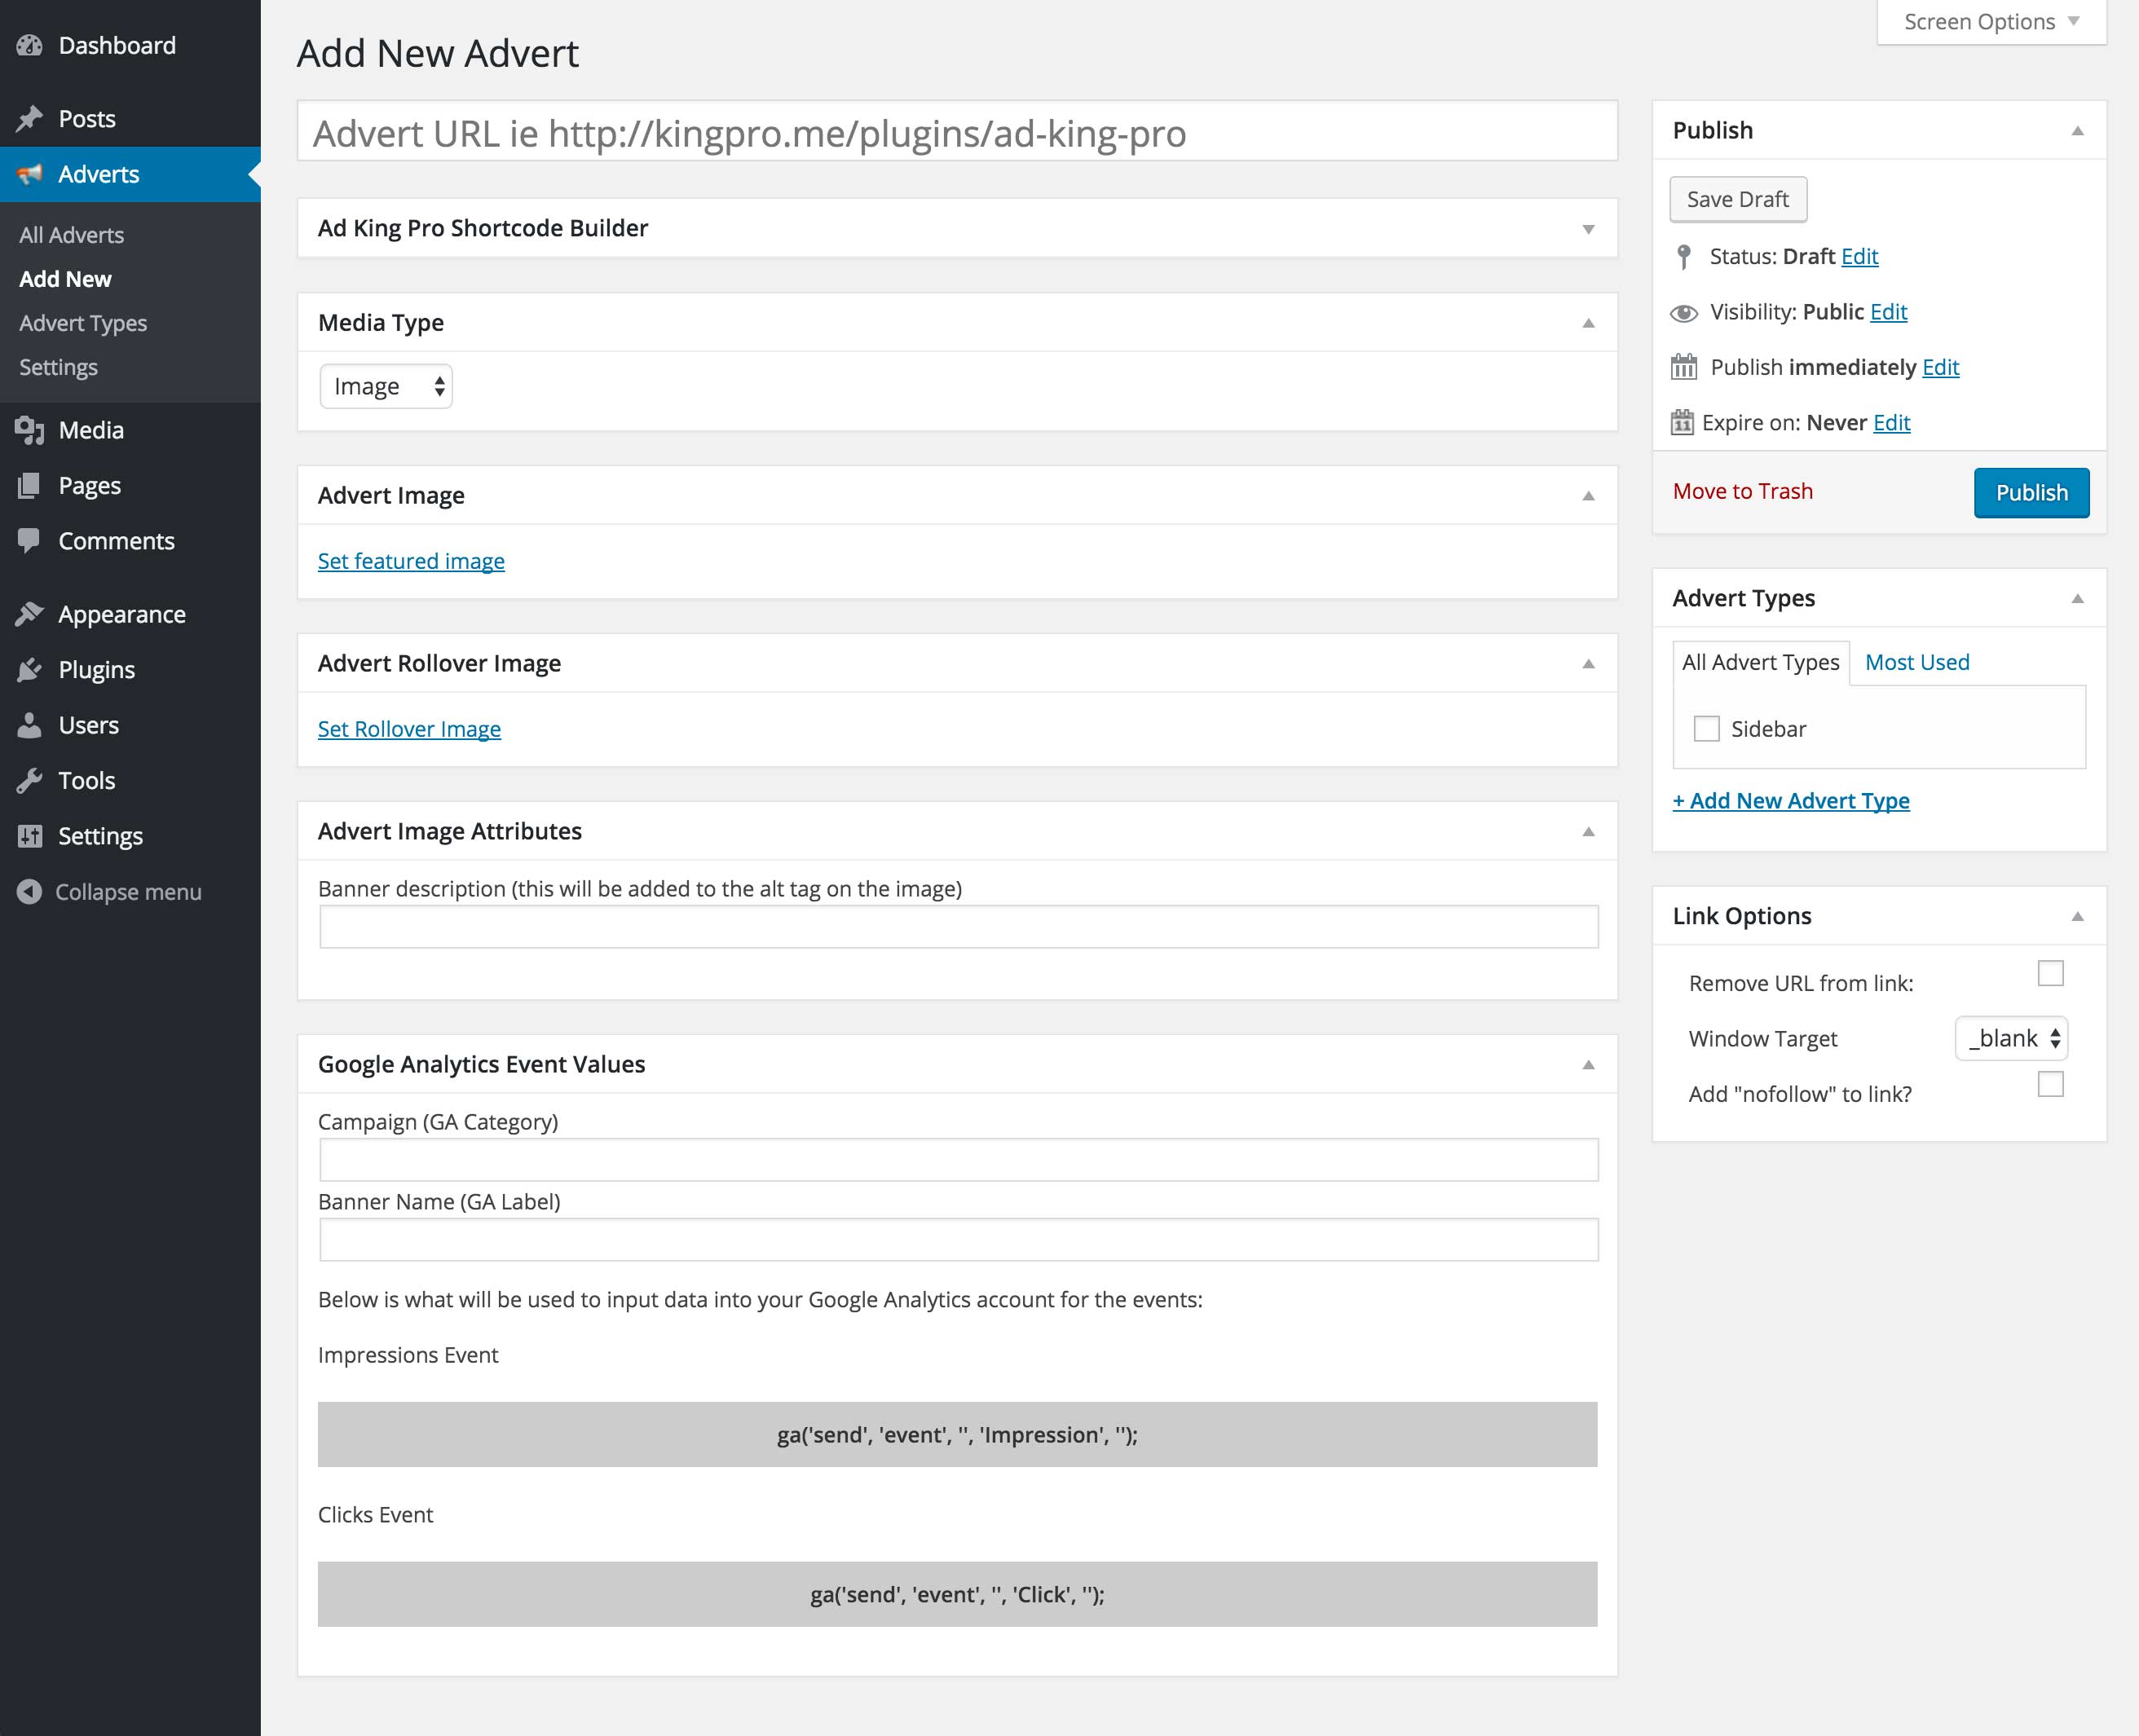 Dashboard
Posts
Adverts
All Adverts
Add New
Advert Types
Settings
Media
Pages
Comments
Appearance
Plugins
Users
Tools
Settings
Collapse menu
Screen Options
Add New Advert
Advert URL ie http://kingpro.me/plugins/ad-king-pro
Ad King Pro Shortcode Builder
Media Type
Image
Advert Image
Set featured image
Advert Rollover Image
Set Rollover Image
Advert Image Attributes
Banner description (this will be added to the alt tag on the image)
Google Analytics Event Values
Campaign (GA Category)
Banner Name (GA Label)
Below is what will be used to input data into your Google Analytics account for the events:
Impressions Event
ga('send', 'event', '', 'Impression', '');
Clicks Event
ga('send', 'event', '', 'Click', '');
Publish
Save Draft
Status: Draft Edit
Visibility: Public Edit
Publish immediately Edit
11 Expire on: Never Edit
Move to Trash Publish
Advert Types
All Advert Types Most Used
Sidebar
+ Add New Advert Type
Link Options
Remove URL from link:
Window Target _blank
Add "nofollow" to link?